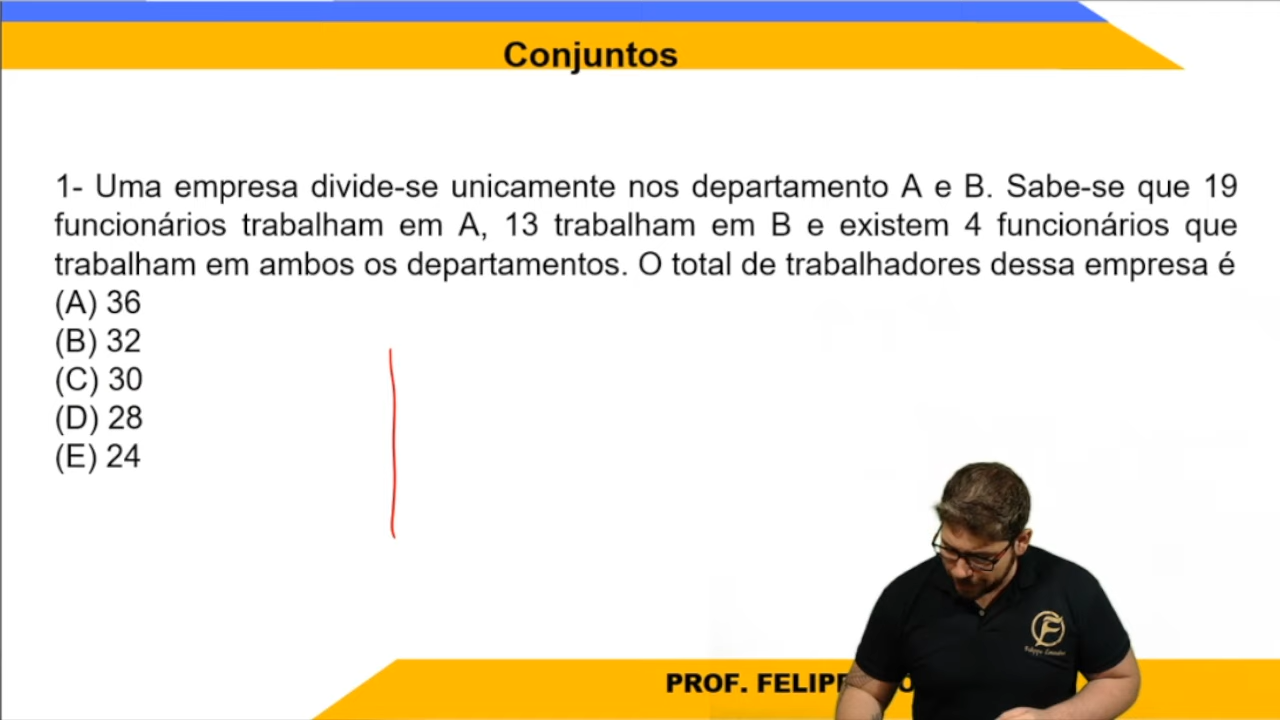 Conjuntos
1- Uma empresa divide-se unicamente nos departamento A e B. Sabe-se que 19
funcionários trabalham em A, 13 trabalham em B e existem 4 funcionários que
trabalham em ambos os departamentos. O total de trabalhadores dessa empresa é
(A) 36
(B) 32
(C) 30
(D) 28
(E) 24
PROF.